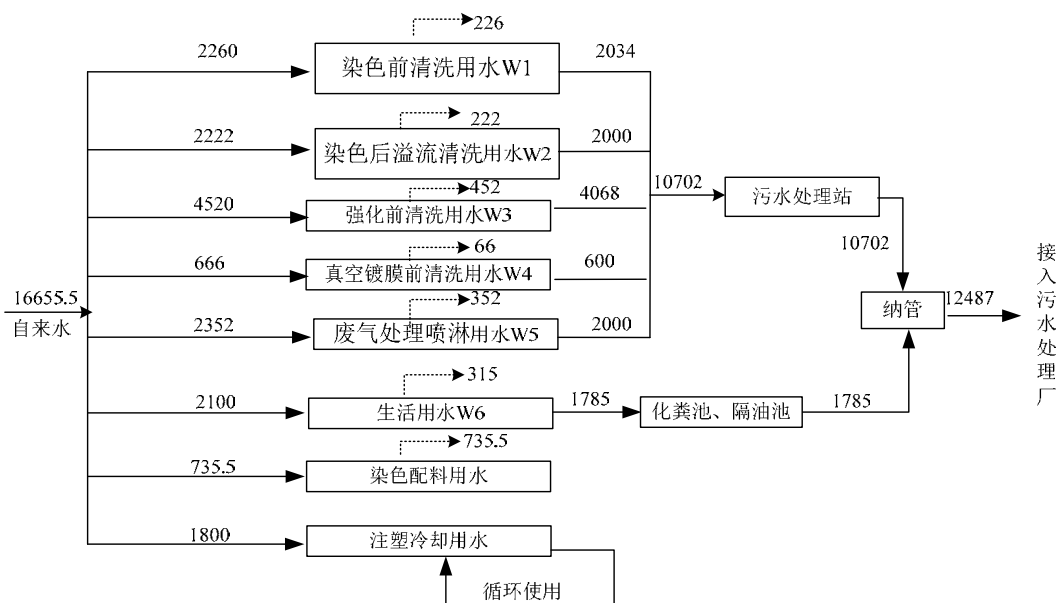 226
2260
染色前清洗用水W1
2034
222
2222
染色后溢流清洗用水W2
2000
452
4520
强化前清洗用水W3
4068
10702
污水处理站
66
666
真空镀膜前清洗用水W4
600
10702
16655.5
自来水
352
2352
废气处理喷淋用水W5
2000
纳管
12487
接入污水处理厂
315
2100
生活用水W6
1785
化粪池、隔油池
1785
735.5
735.5
染色配料用水
1800
注塑冷却用水
循环使用